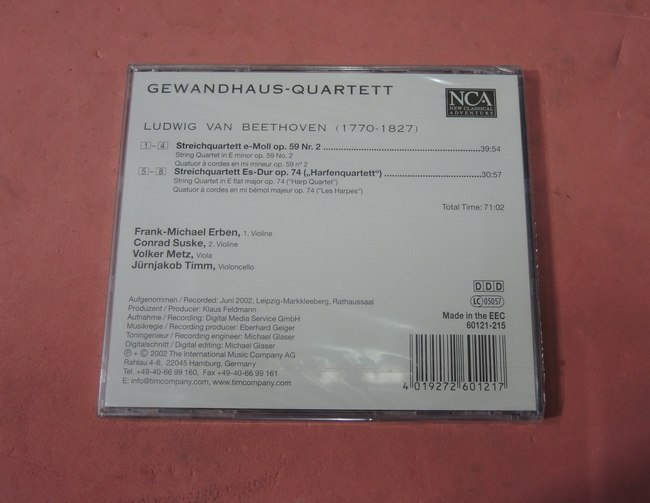 GEWANDHAUS-QUARTETT
NCA
NEW CLASSICAL
ADVENTURE
LUDWIG VAN BEETHOVEN (1770-1827)
1-4 Streichquartett e-Moll op. 59 Nr. 2 39:54
String Quartet in E minor op. 59 No. 2
Quatuor à cordes en mi mineur op. 59 nº 2
5-8 Streichquartett Es-Dur op. 74 („Harfenquartett") 30:57
String Quartet in E flat major op. 74 ("Harp Quartet")
Quatuor à cordes en mi bémol majeur op. 74 ("Les Harpes")
Total Time: 71:02
Frank-Michael Erben, 1. Violine
Conrad Suske, 2. Violine
Volker Metz, Viola
Jürnjakob Timm, Violoncello
Aufgenommen / Recorded: Juni 2002, Leipzig-Markkleeberg, Rathaussaal
Produzent / Producer: Klaus Feldmann
Aufnahme / Recording: Digital Media Service GmbH
Musikregie / Recording producer: Eberhard Geiger
Toningenieur / Recording engineer: Michael Glaser
Digitalschnitt / Digital editing: Michael Glaser
℗ + © 2002 The International Music Company AG
Rahlau 4-6, 22045 Hamburg, Germany
Tel. +49-40-66 99 160, Fax +49-40-66 99 161
E: info@timcompany.com, www.timcompany.com
DDD
LC 05057
Made in the EEC
60121-215
4 019272 601217